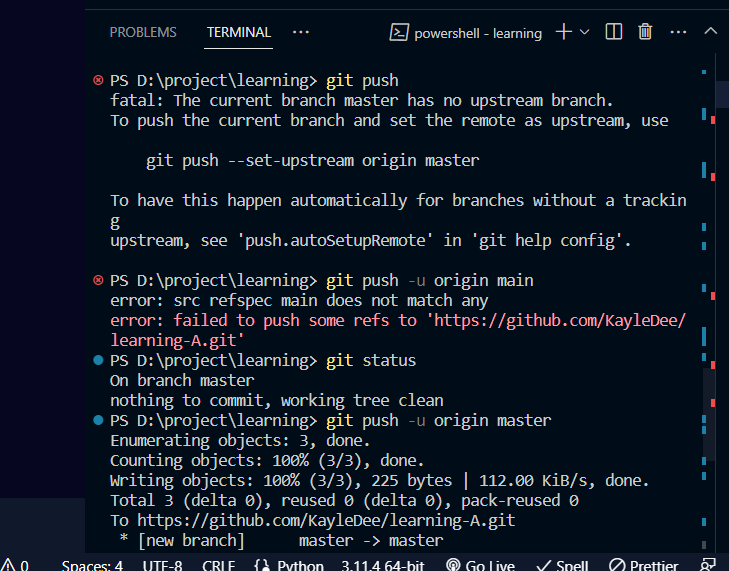 PROBLEMS TERMINAL ··· powershell - learning
PS D:\project\learning> git push
fatal: The current branch master has no upstream branch.
To push the current branch and set the remote as upstream, use
git push --set-upstream origin master
To have this happen automatically for branches without a trackin
g
upstream, see 'push.autoSetupRemote' in 'git help config'.
PS D:\project\learning> git push -u origin main
error: src refspec main does not match any
error: failed to push some refs to 'https://github.com/KayleDee/
learning-A.git'
PS D:\project\learning> git status
On branch master
nothing to commit, working tree clean
PS D:\project\learning> git push -u origin master
Enumerating objects: 3, done.
Counting objects: 100% (3/3), done.
Writing objects: 100% (3/3), 225 bytes | 112.00 KiB/s, done.
Total 3 (delta 0), reused 0 (delta 0), pack-reused 0
To https://github.com/KayleDee/learning-A.git
* [new branch] master -> master
0 Spaces: 4 UTF-8 CRLF Python 3.11.4 64-bit Go Live Spell Prettier